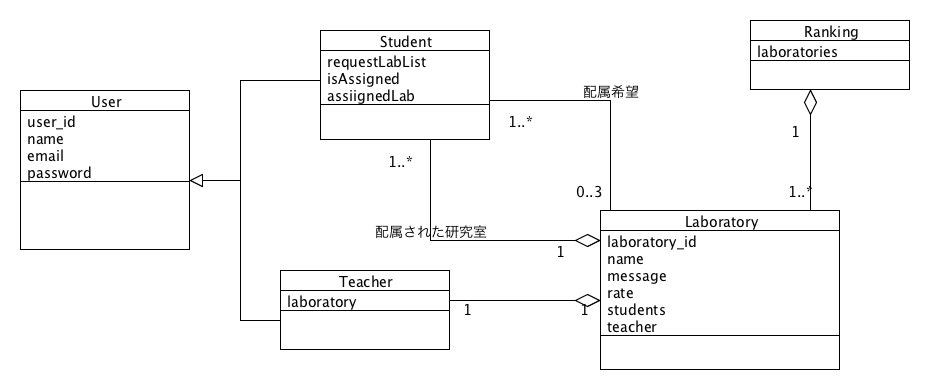 User
user_id
name
email
password
Student
requestLabList
isAssigned
assiignedLab
Ranking
laboratories
配属希望
1..*
0..3
1
1..*
1..*
配属された研究室
1
Teacher
laboratory
1
1
Laboratory
laboratory_id
name
message
rate
students
teacher